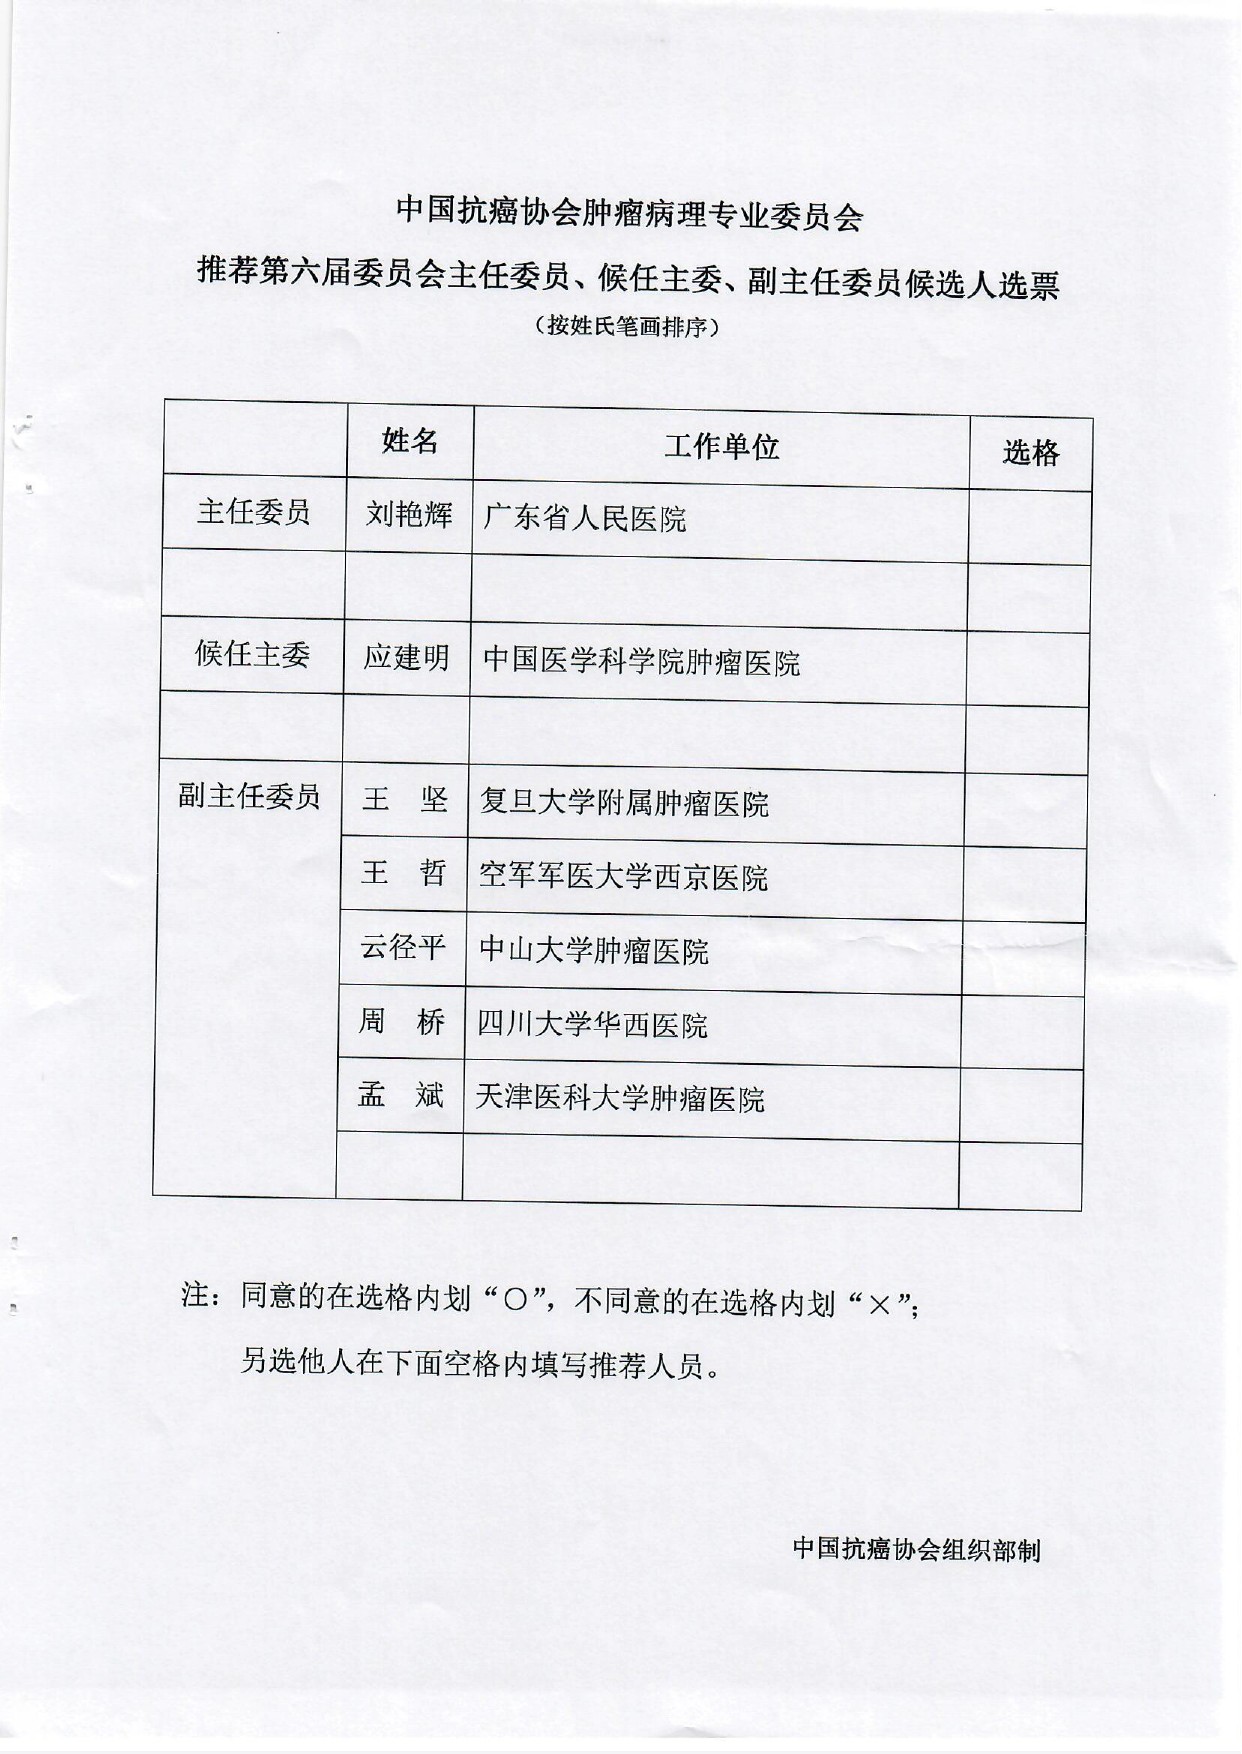 中国抗癌协会肿瘤病理专业委员会
推荐第六届委员会主任委员、候任主委、副主任委员候选人选票
（按姓氏笔画排序）
姓名 工作单位 选格
主任委员 刘艳辉 广东省人民医院
候任主委 应建明 中国医学科学院肿瘤医院
副主任委员 王 坚 复旦大学附属肿瘤医院
王 哲 空军军医大学西京医院
云径平 中山大学肿瘤医院
周 桥 四川大学华西医院
孟 斌 天津医科大学肿瘤医院
注：同意的在选格内划“○”，不同意的在选格内划“×”；
另选他人在下面空格内填写推荐人员。
中国抗癌协会组织部制